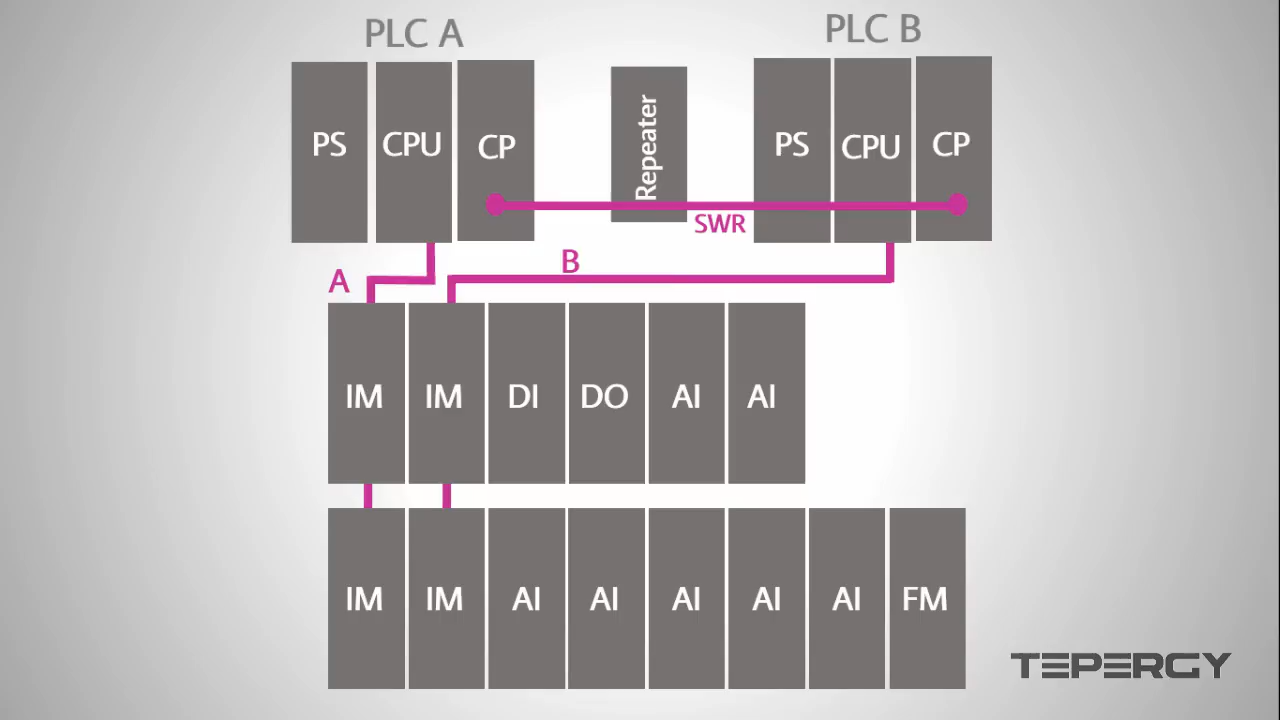 PLC A
PLC B
PS
CPU
CP
Repeater
PS
CPU
CP
SWR
A
B
IM
IM
DI
DO
AI
AI
IM
IM
AI
AI
AI
AI
AI
FM
TEPERGY